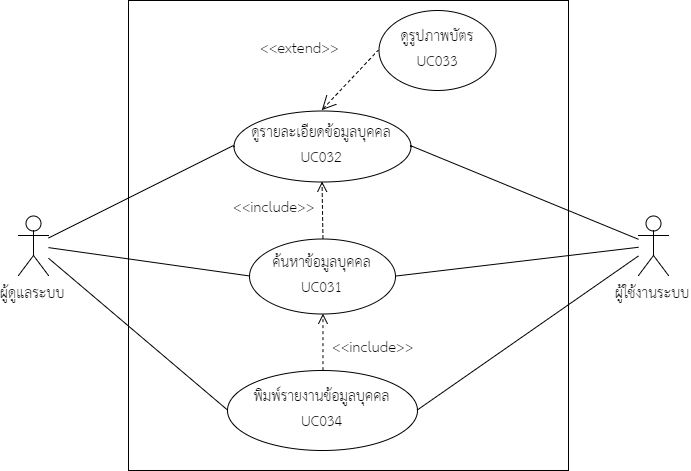 ดูรูปภาพบัตร
UC033
<<extend>>
ดูรายละเอียดข้อมูลบุคคล
UC032
<<include>>
ค้นหาข้อมูลบุคคล
UC031
ผู้ดูแลระบบ
ผู้ใช้งานระบบ
<<include>>
พิมพ์รายงานข้อมูลบุคคล
UC034